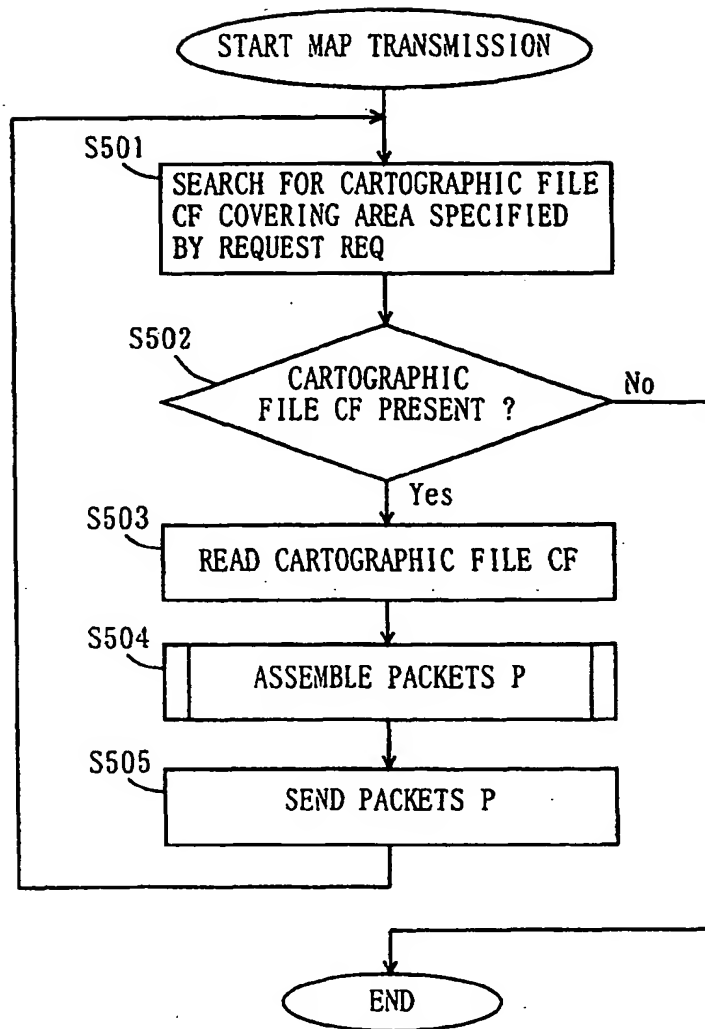 START MAP TRANSMISSION
S501
SEARCH FOR CARTOGRAPHIC FILE
CF COVERING AREA SPECIFIED
BY REQUEST REQ
S502
CARTOGRAPHIC
FILE CF PRESENT ?
No
Yes
S503
READ CARTOGRAPHIC FILE CF
S504
ASSEMBLE PACKETS P
S505
SEND PACKETS P
END